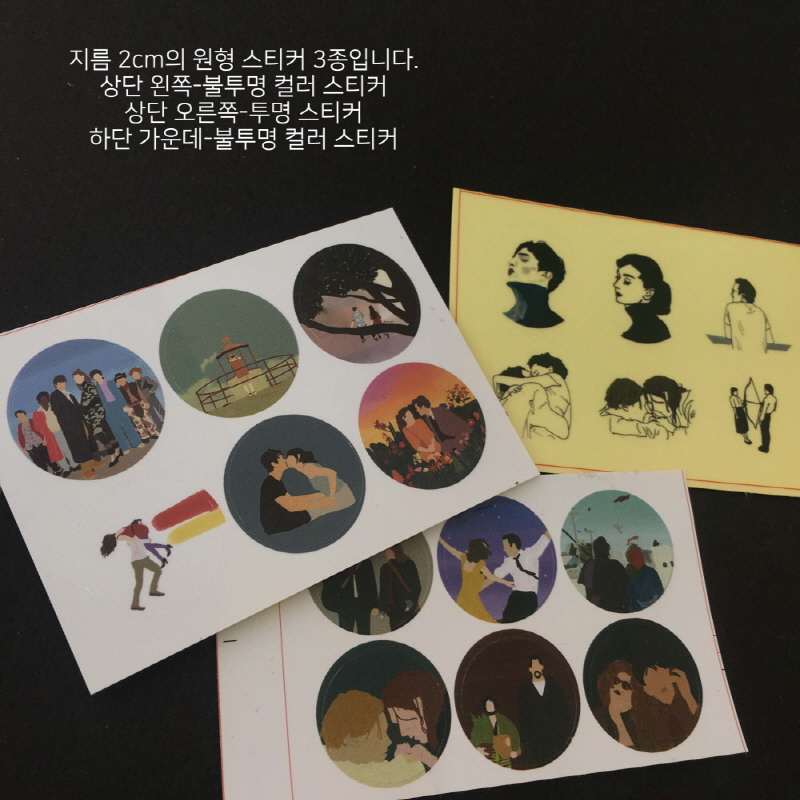 지름 2cm의 원형 스티커 3종입니다.
상단 왼쪽-불투명 컬러 스티커
상단 오른쪽-투명 스티커
하단 가운데-불투명 컬러 스티커